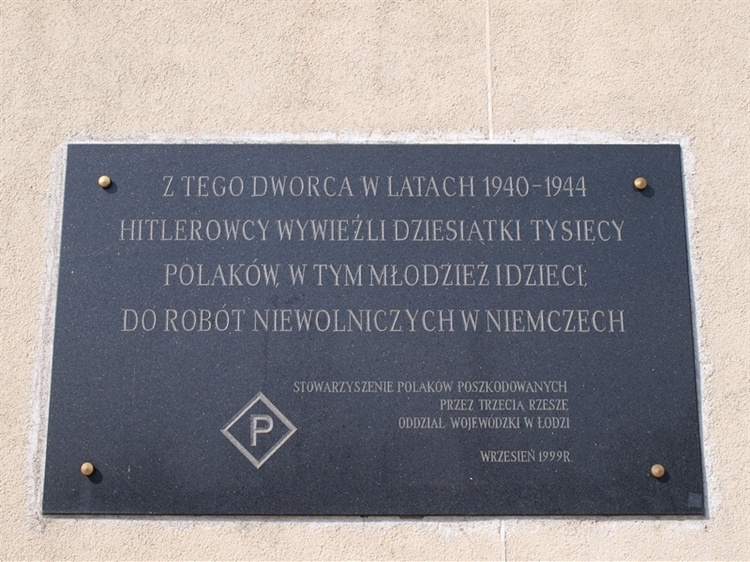 Z TEGO DWORCA W LATACH 1940-1944
HITLEROWCY WYWIEŹLI DZIESIĄTKI TYSIĘCY
POLAKÓW, W TYM MŁODZIEŻ I DZIECI,
DO ROBÓT NIEWOLNICZYCH W NIEMCZECH
STOWARZYSZENIE POLAKÓW POSZKODOWANYCH
PRZEZ TRZECIĄ RZESZE
ODDZIAŁ WOJEWÓDZKI W ŁODZI
P
WRZESIEŃ 1999R.